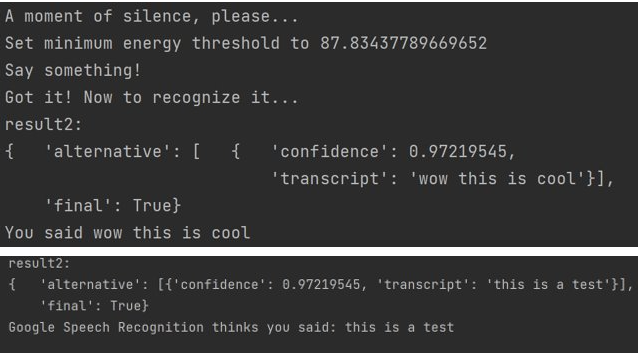 A moment of silence, please...
Set minimum energy threshold to 87.83437789669652
Say something!
Got it! Now to recognize it...
result2:
{   'alternative': [   {   'confidence': 0.97219545,
                           'transcript': 'wow this is cool'}],
    'final': True}
You said wow this is cool
result2:
{   'alternative': [{'confidence': 0.97219545, 'transcript': 'this is a test'}],
    'final': True}
Google Speech Recognition thinks you said: this is a test